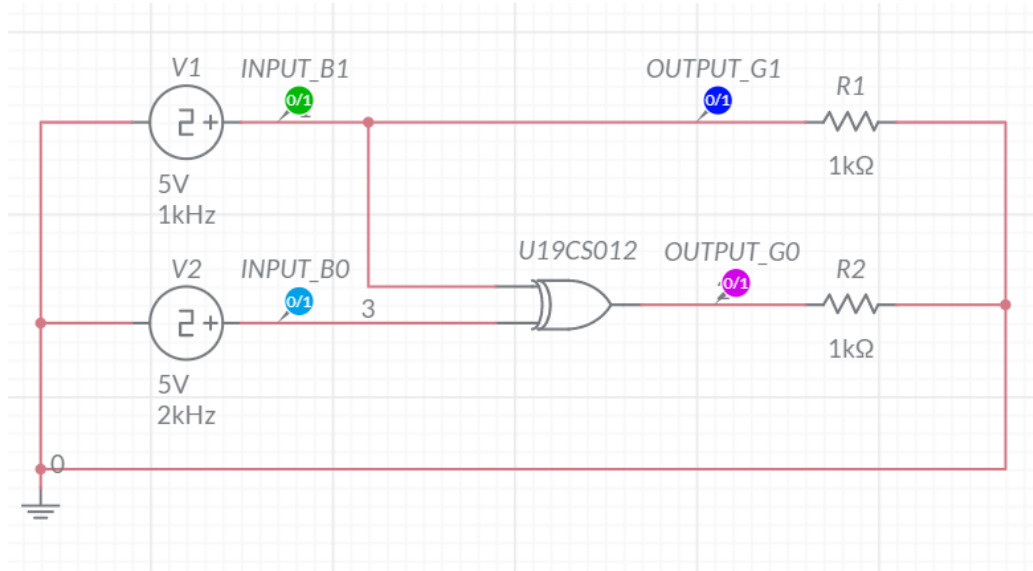 V1
INPUT_B1
0/1
5V
1kHz
OUTPUT_G1
0/1
R1
1kΩ
V2
INPUT_B0
0/1
3
5V
2kHz
U19CS012
OUTPUT_G0
0/1
R2
1kΩ
0